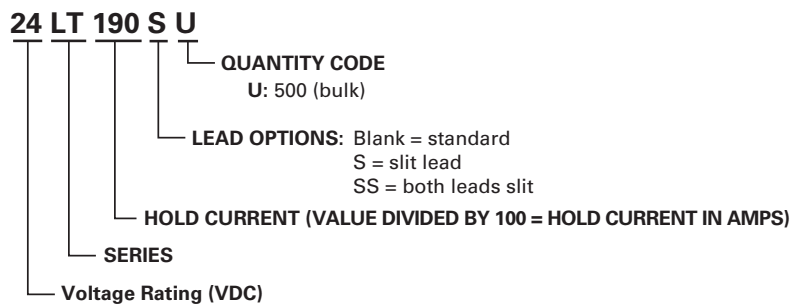 24 LT 190 S U
QUANTITY CODE
U: 500 (bulk)
LEAD OPTIONS: Blank = standard
S = slit lead
SS = both leads slit
HOLD CURRENT (VALUE DIVIDED BY 100 = HOLD CURRENT IN AMPS)
SERIES
Voltage Rating (VDC)